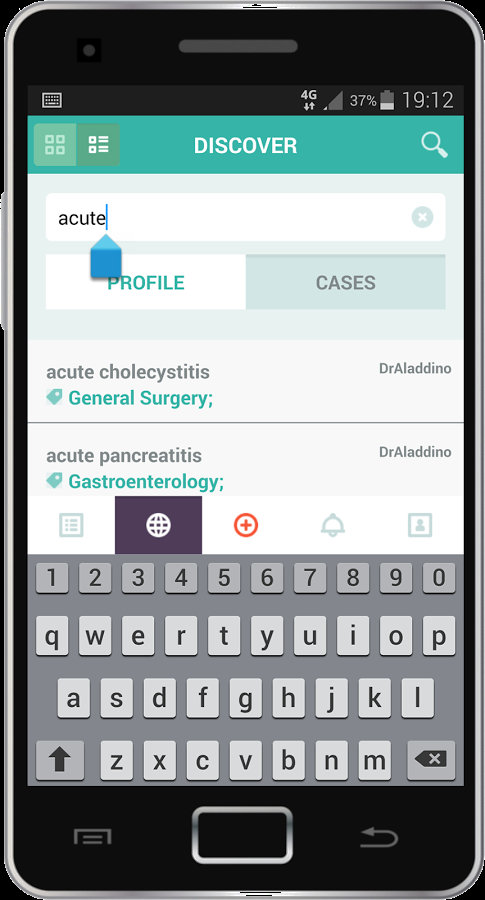 4G 37% 19:12
DISCOVER
acute
PROFILE CASES
acute cholecystitis DrAladdino
General Surgery;
acute pancreatitis DrAladdino
Gastroenterology;
1 2 3 4 5 6 7 8 9 0
q w e r t y u i o p
a s d f g h j k l
z x c v b n m